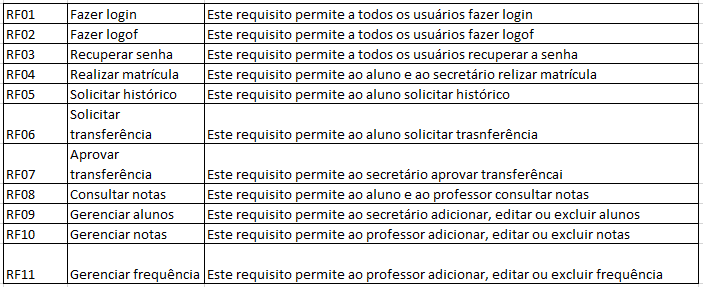 RF01 Fazer login Este requisito permite a todos os usuários fazer login
RF02 Fazer logof Este requisito permite a todos os usuários fazer logof
RF03 Recuperar senha Este requisito permite a todos os usuários recuperar a senha
RF04 Realizar matrícula Este requisito permite ao aluno e ao secretário relizar matrícula
RF05 Solicitar histórico Este requisito permite ao aluno solicitar histórico
Solicitar
RF06 transferência Este requisito permite ao aluno solicitar trasnferência
Aprovar
RF07 transferência Este requisito permite ao secretário aprovar transferêncai
RF08 Consultar notas Este requisito permite ao aluno e ao professor consultar notas
RF09 Gerenciar alunos Este requisito permite ao secretário adicionar, editar ou excluir alunos
RF10 Gerenciar notas Este requisito permite ao professor adicionar, editar ou excluir notas
RF11 Gerenciar frequência Este requisito permite ao professor adicionar, editar ou excluir frequência